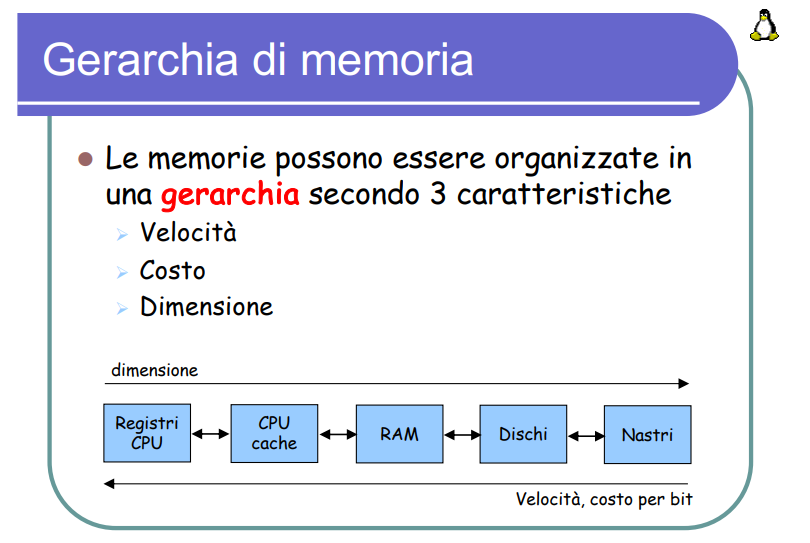 Gerarchia di memoria
Le memorie possono essere organizzate in
una gerarchia secondo 3 caratteristiche
Velocità
Costo
Dimensione
dimensione
Registri
CPU
CPU
cache
RAM
Dischi
Nastri
Velocità, costo per bit